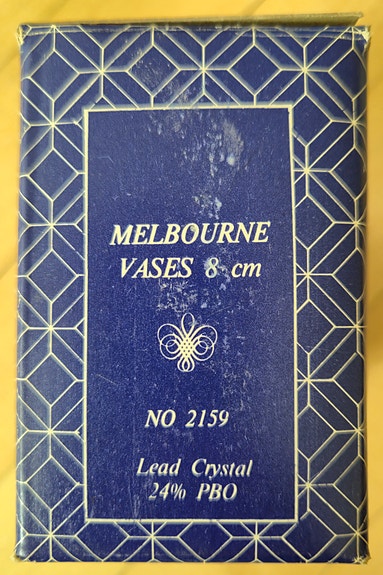 MELBOURNE
VASES 8 cm
NO 2159
Lead Crystal
24% PBO